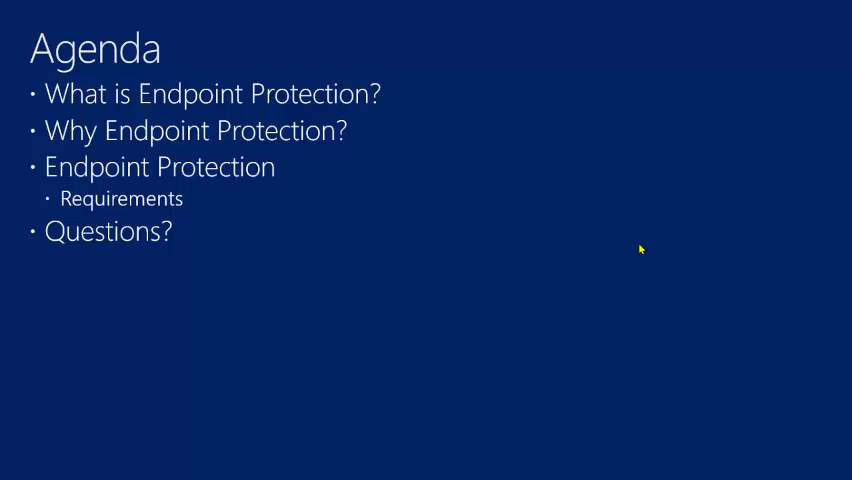 Agenda
• What is Endpoint Protection?
• Why Endpoint Protection?
• Endpoint Protection
• Requirements
• Questions?